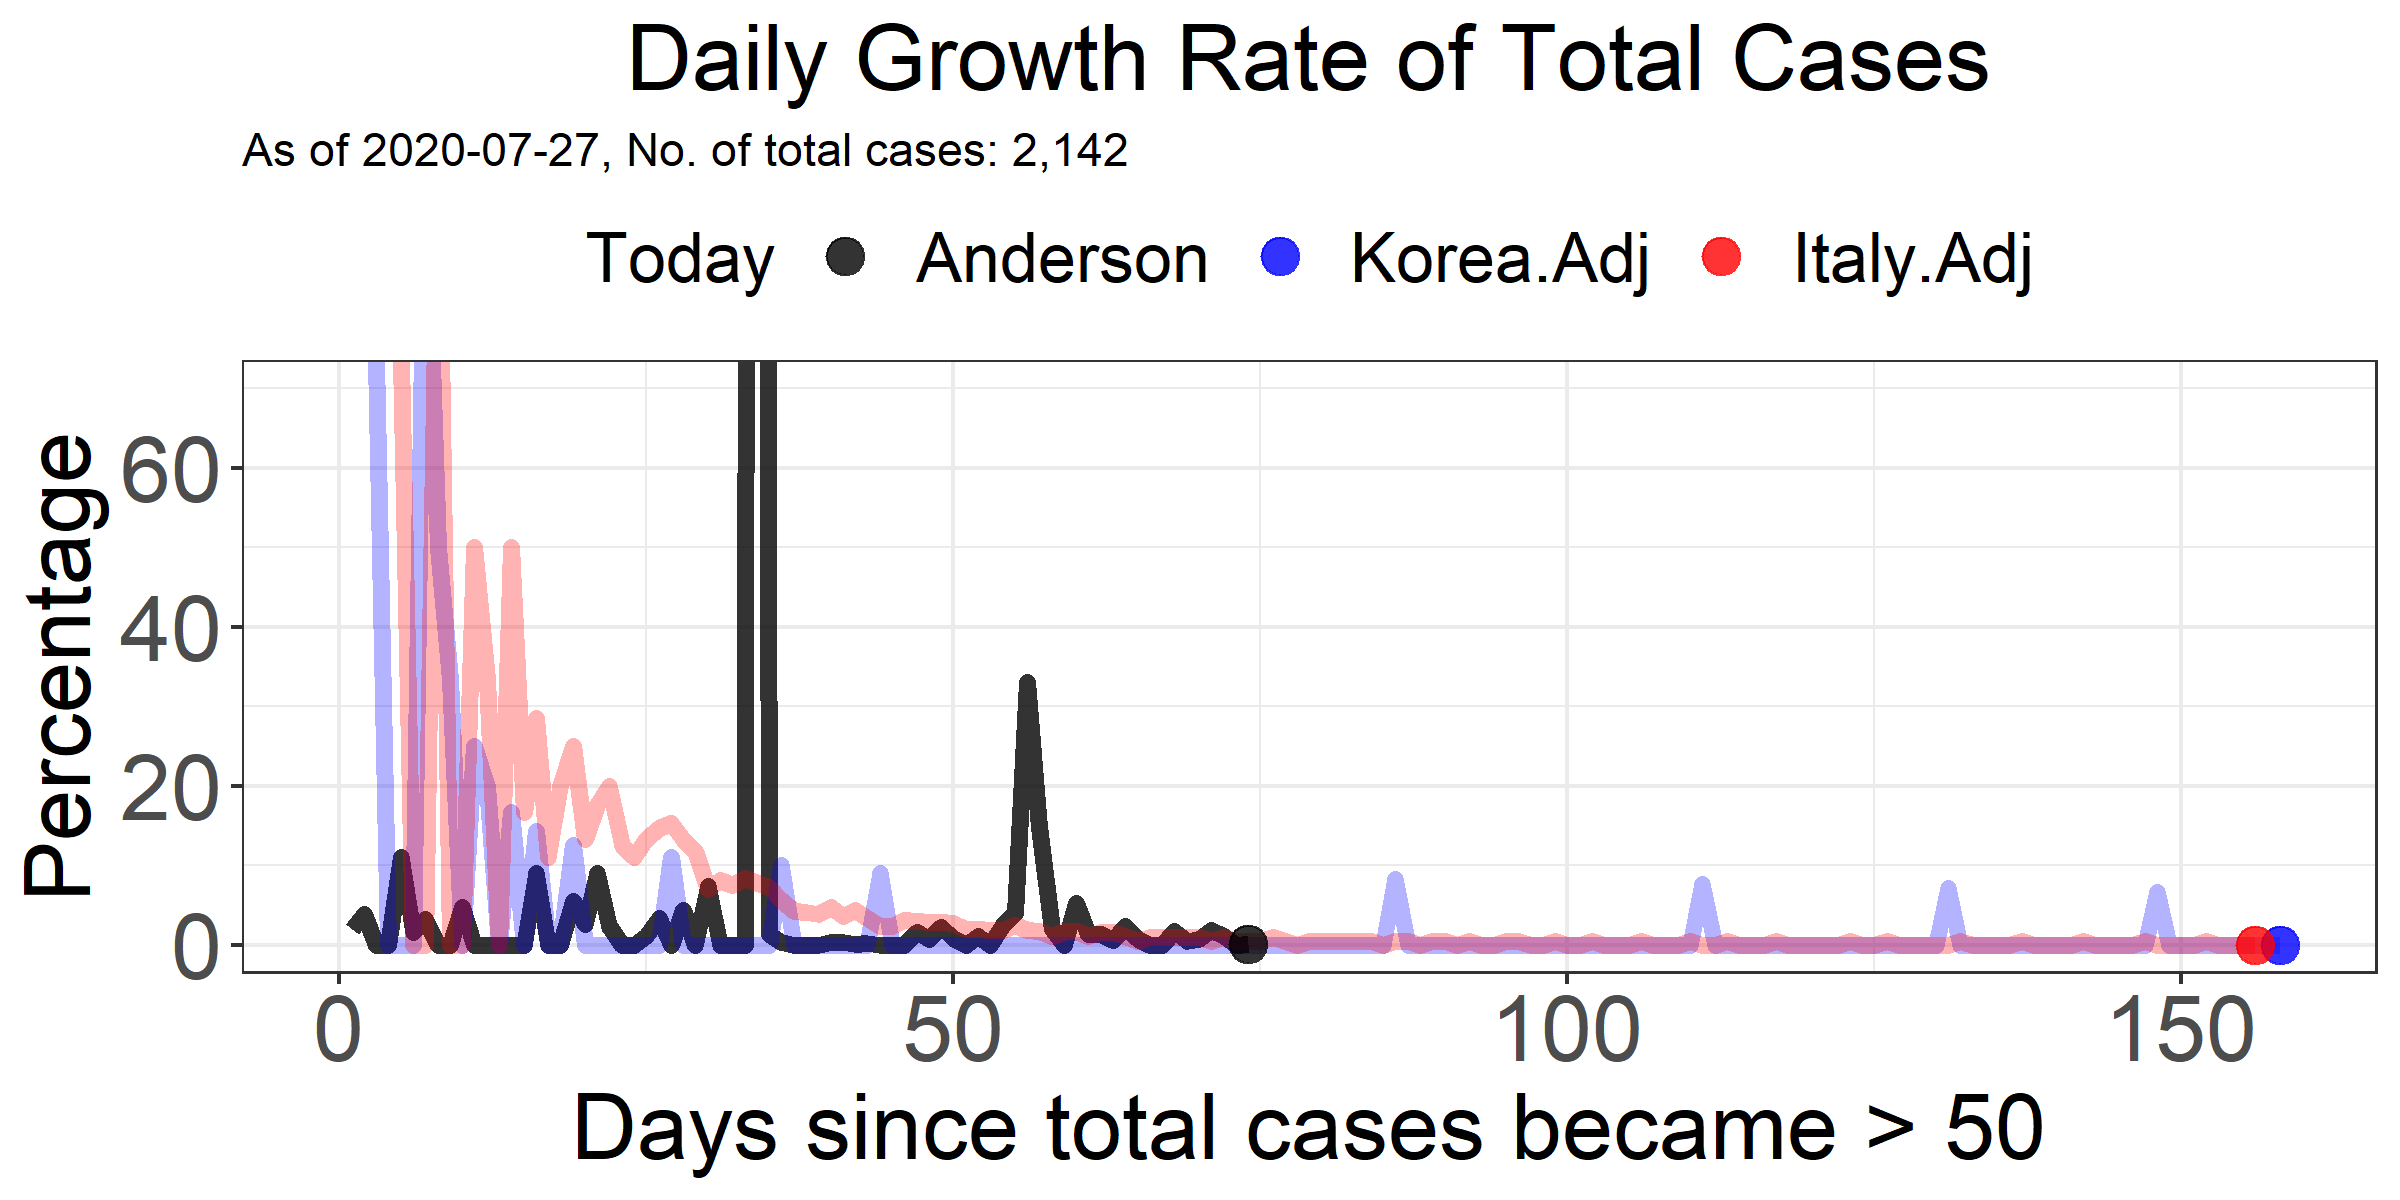 Daily Growth Rate of Total Cases
As of 2020-07-27, No. of total cases: 2,142
Today Anderson Korea.Adj Italy.Adj
Percentage
60
40
20
0
0 50 100 150
Days since total cases became > 50